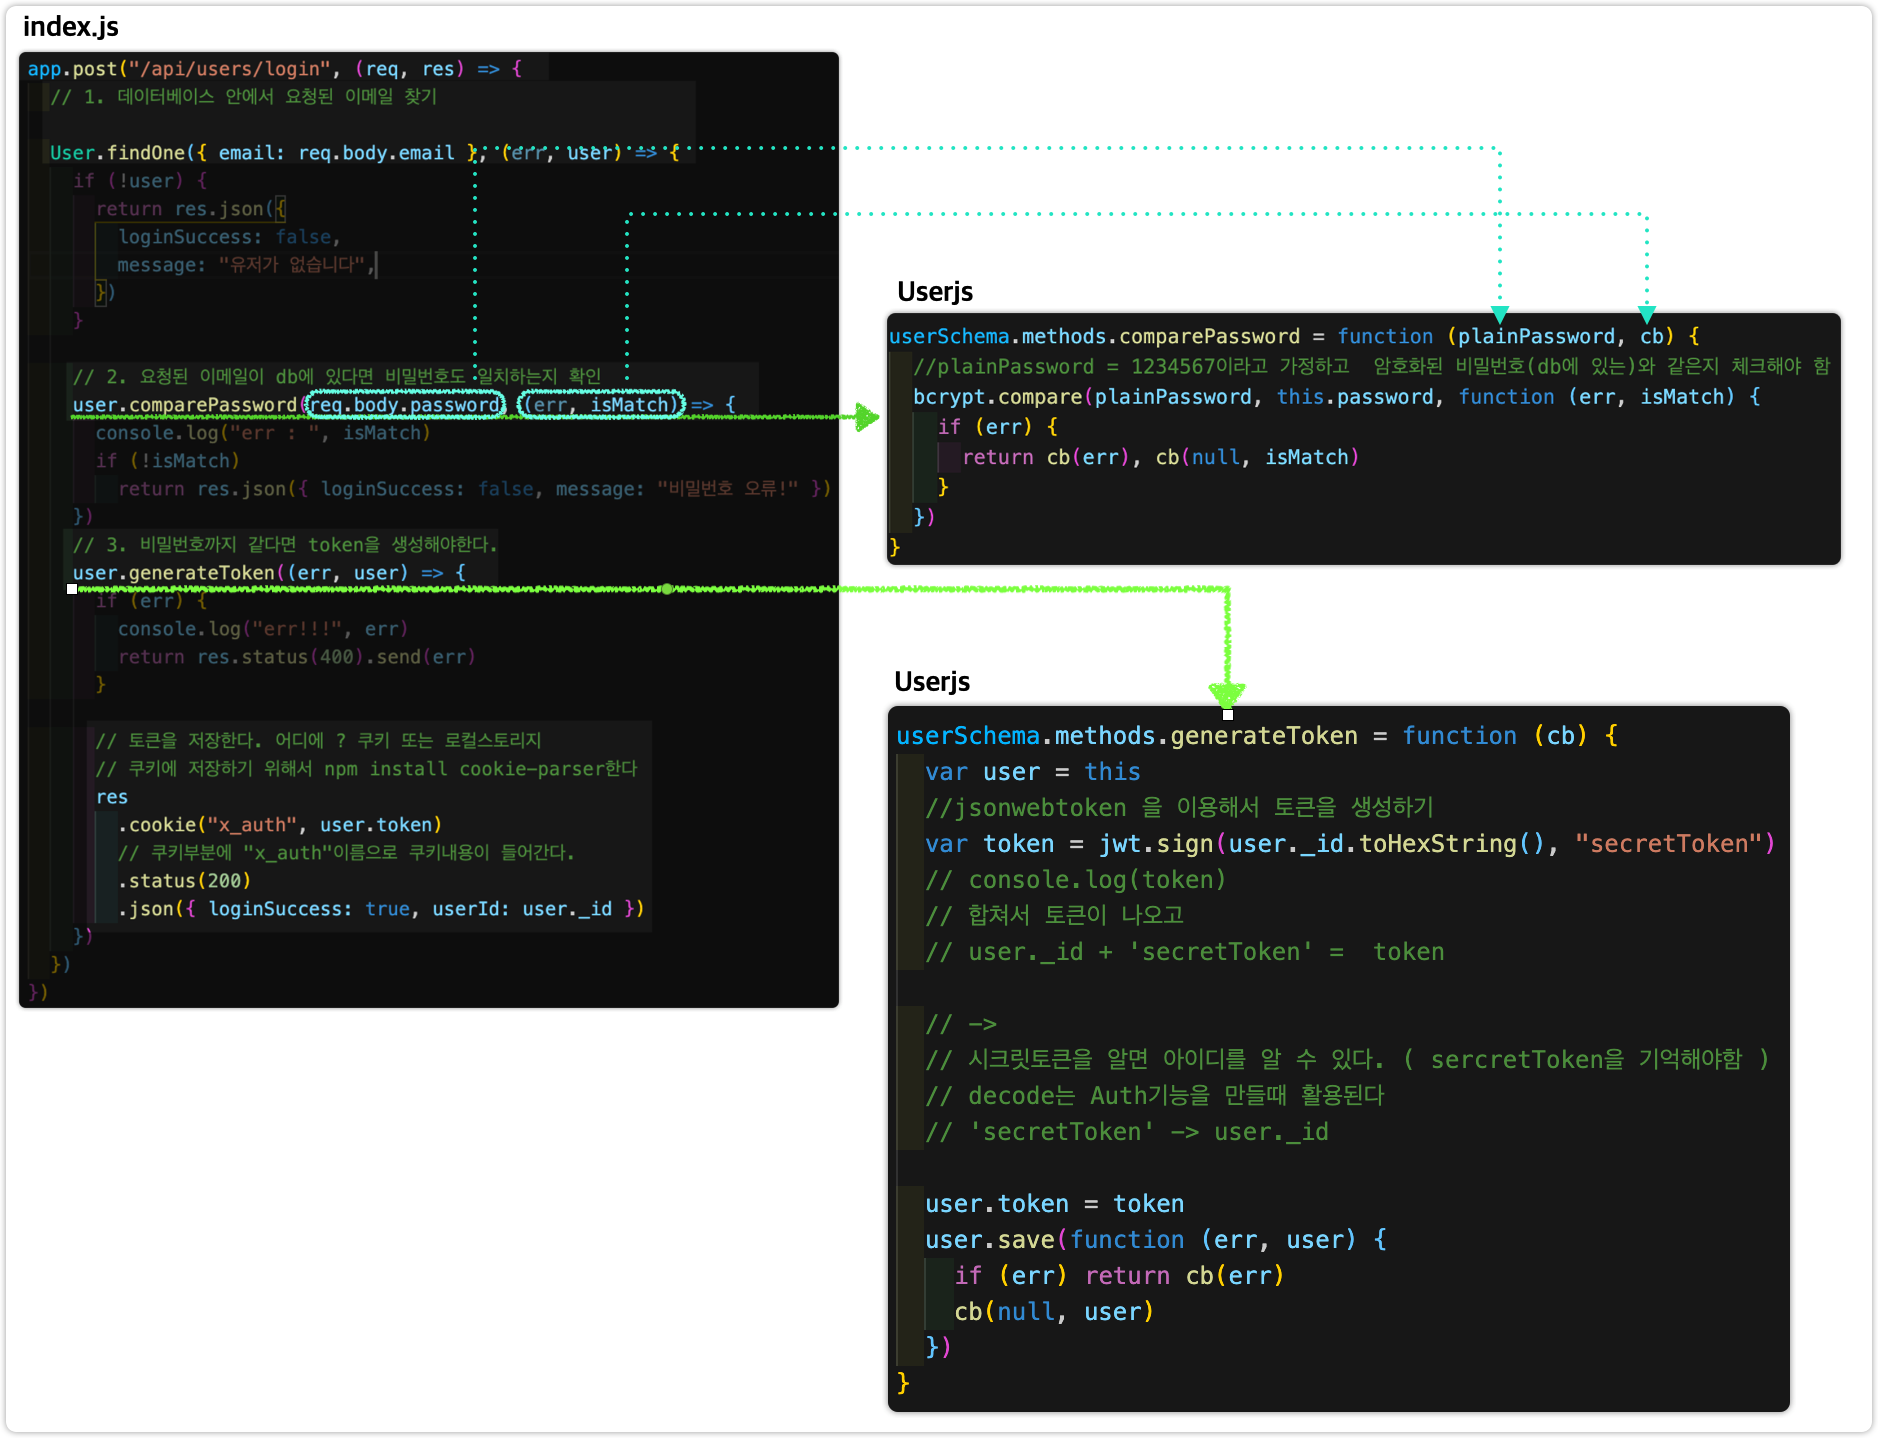 index.js
app.post("/api/users/login", (req, res) => {
// 1. 데이터베이스 안에서 요청된 이메일 찾기
User.findOne({ email: req.body.email }, (err, user) => {
if (!user) {
return res.json({
loginSuccess: false,
message: "유저가 없습니다",
})
}
// 2. 요청된 이메일이 db에 있다면 비밀번호도 일치하는지 확인
user.comparePassword(req.body.password, (err, isMatch) => {
console.log("err : ", isMatch)
if (!isMatch)
return res.json({ loginSuccess: false, message: "비밀번호 오류!" })
})
// 3. 비밀번호까지 같다면 token을 생성해야한다.
user.generateToken((err, user) => {
if (err) {
console.log("err!!!", err)
return res.status(400).send(err)
}
// 토큰을 저장한다. 어디에 ? 쿠키 또는 로컬스토리지
// 쿠키에 저장하기 위해서 npm install cookie-parser한다
res
.cookie("x_auth", user.token)
// 쿠키부분에 "x_auth"이름으로 쿠키내용이 들어간다.
.status(200)
.json({ loginSuccess: true, userId: user._id })
})
})
})
Userjs
userSchema.methods.comparePassword = function (plainPassword, cb) {
//plainPassword = 1234567이라고 가정하고  암호화된 비밀번호(db에 있는)와 같은지 체크해야 함
bcrypt.compare(plainPassword, this.password, function (err, isMatch) {
if (err) {
return cb(err), cb(null, isMatch)
}
})
}
Userjs
userSchema.methods.generateToken = function (cb) {
var user = this
//jsonwebtoken 을 이용해서 토큰을 생성하기
var token = jwt.sign(user._id.toHexString(), "secretToken")
// console.log(token)
// 합쳐서 토큰이 나오고
// user._id + 'secretToken' =  token
// ->
// 시크릿토큰을 알면 아이디를 알 수 있다. ( sercretToken을 기억해야함 )
// decode는 Auth기능을 만들때 활용된다
// 'secretToken' -> user._id
user.token = token
user.save(function (err, user) {
if (err) return cb(err)
cb(null, user)
})
}